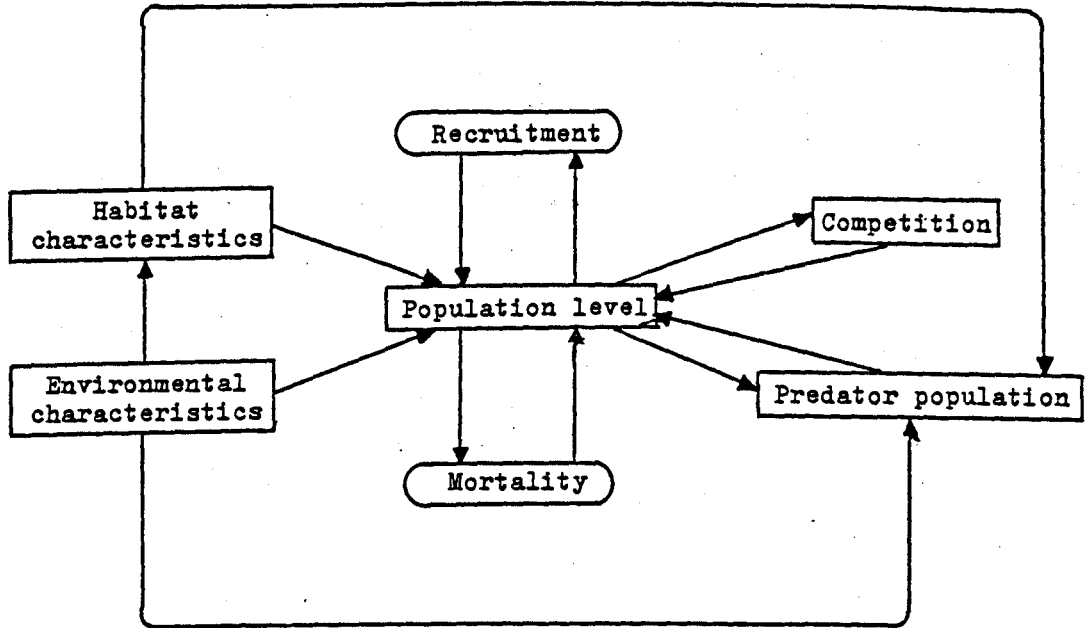 Recruitment
Habitat
characteristics
Competition
Population level
Environmental
characteristics
Predator population
Mortality